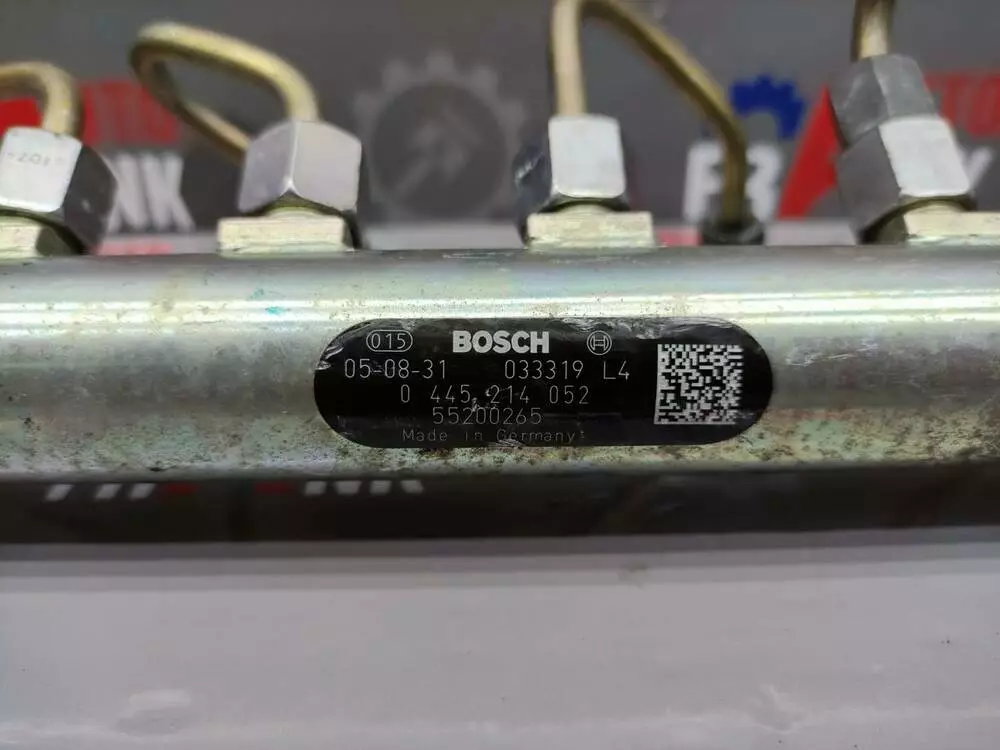 015 BOSCH
05-08-31 033319 L4
0 445 214 052
55200265
Made in Germany